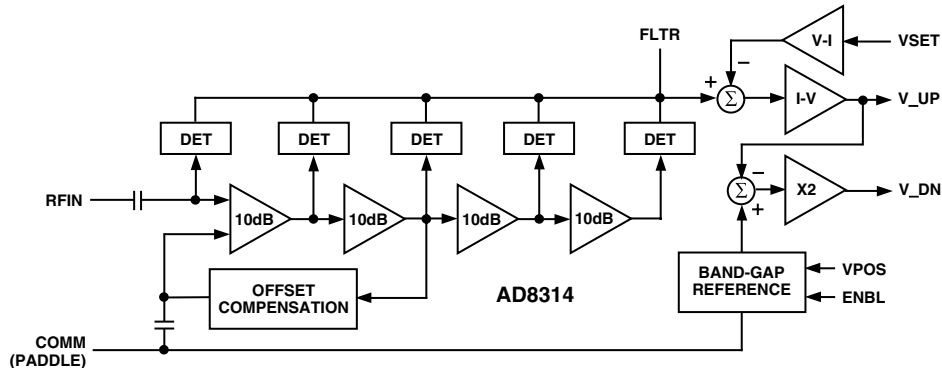 FLTR
V-I
VSET
–
+
Σ
I-V
V_UP
DET
DET
DET
DET
DET
–
Σ
+
X2
V_DN
RFIN
10dB
10dB
10dB
10dB
OFFSET
COMPENSATION
AD8314
BAND-GAP
REFERENCE
VPOS
ENBL
COMM
(PADDLE)